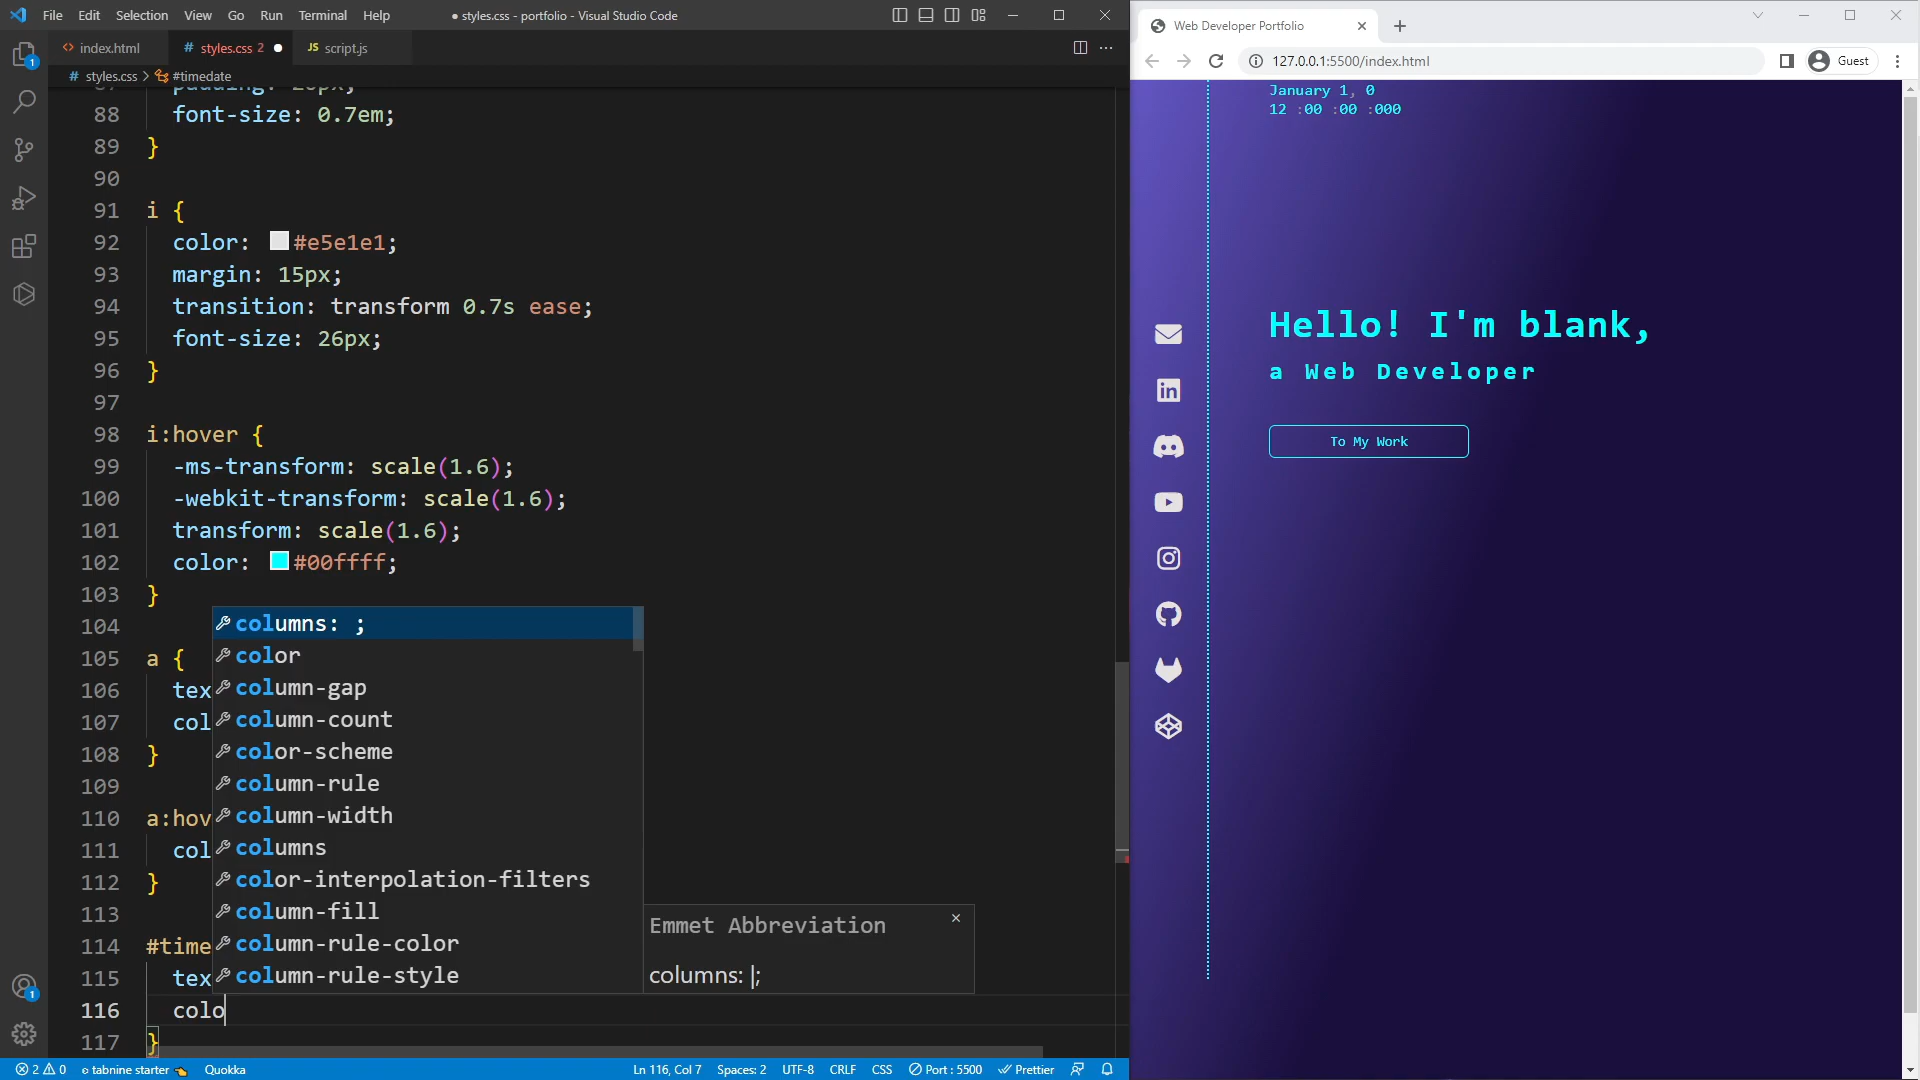 File Edit Selection View Go Run Terminal Help
● styles.css - portfolio - Visual Studio Code
index.html
# styles.css 2 ●
JS script.js
# styles.css > #timedate
88 font-size: 0.7em;
89 }
90
91 i {
92 color: #e5e1e1;
93 margin: 15px;
94 transition: transform 0.7s ease;
95 font-size: 26px;
96 }
97
98 i:hover {
99 -ms-transform: scale(1.6);
100 -webkit-transform: scale(1.6);
101 transform: scale(1.6);
102 color: #00ffff;
103 }
104
105 a {
106 tex
107 col
108 }
109
110 a:hov
111 col
112 }
113
114 #time
115 tex
116 colo
117 }
columns: ;
color
column-gap
column-count
color-scheme
column-rule
column-width
columns
color-interpolation-filters
column-fill
column-rule-color
column-rule-style
Emmet Abbreviation
columns: |;
1
1
2 0 tabnine starter Quokka Ln 116, Col 7 Spaces: 2 UTF-8 CRLF CSS Port : 5500 Prettier
Web Developer Portfolio
127.0.0.1:5500/index.html
Guest
January 1, 0
12 :00 :00 :000
Hello! I'm blank,
a Web Developer
To My Work
in